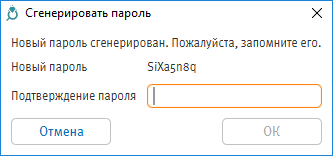 Сгенерировать пароль
Новый пароль сгенерирован. Пожалуйста, запомните его.
Новый пароль SiXa5n8q
Подтверждение пароля
Отмена OK